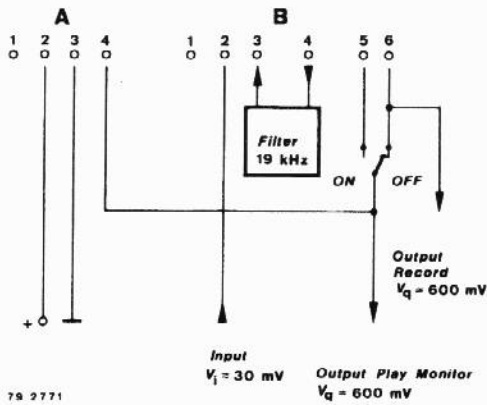 A B
1 2 3 4 1 2 3 4 5 6
Filter
19 kHz
ON OFF
Output
Record
Vq = 600 mV
+
Input
Vi = 30 mV
Output Play Monitor
Vq = 600 mV
79 2771